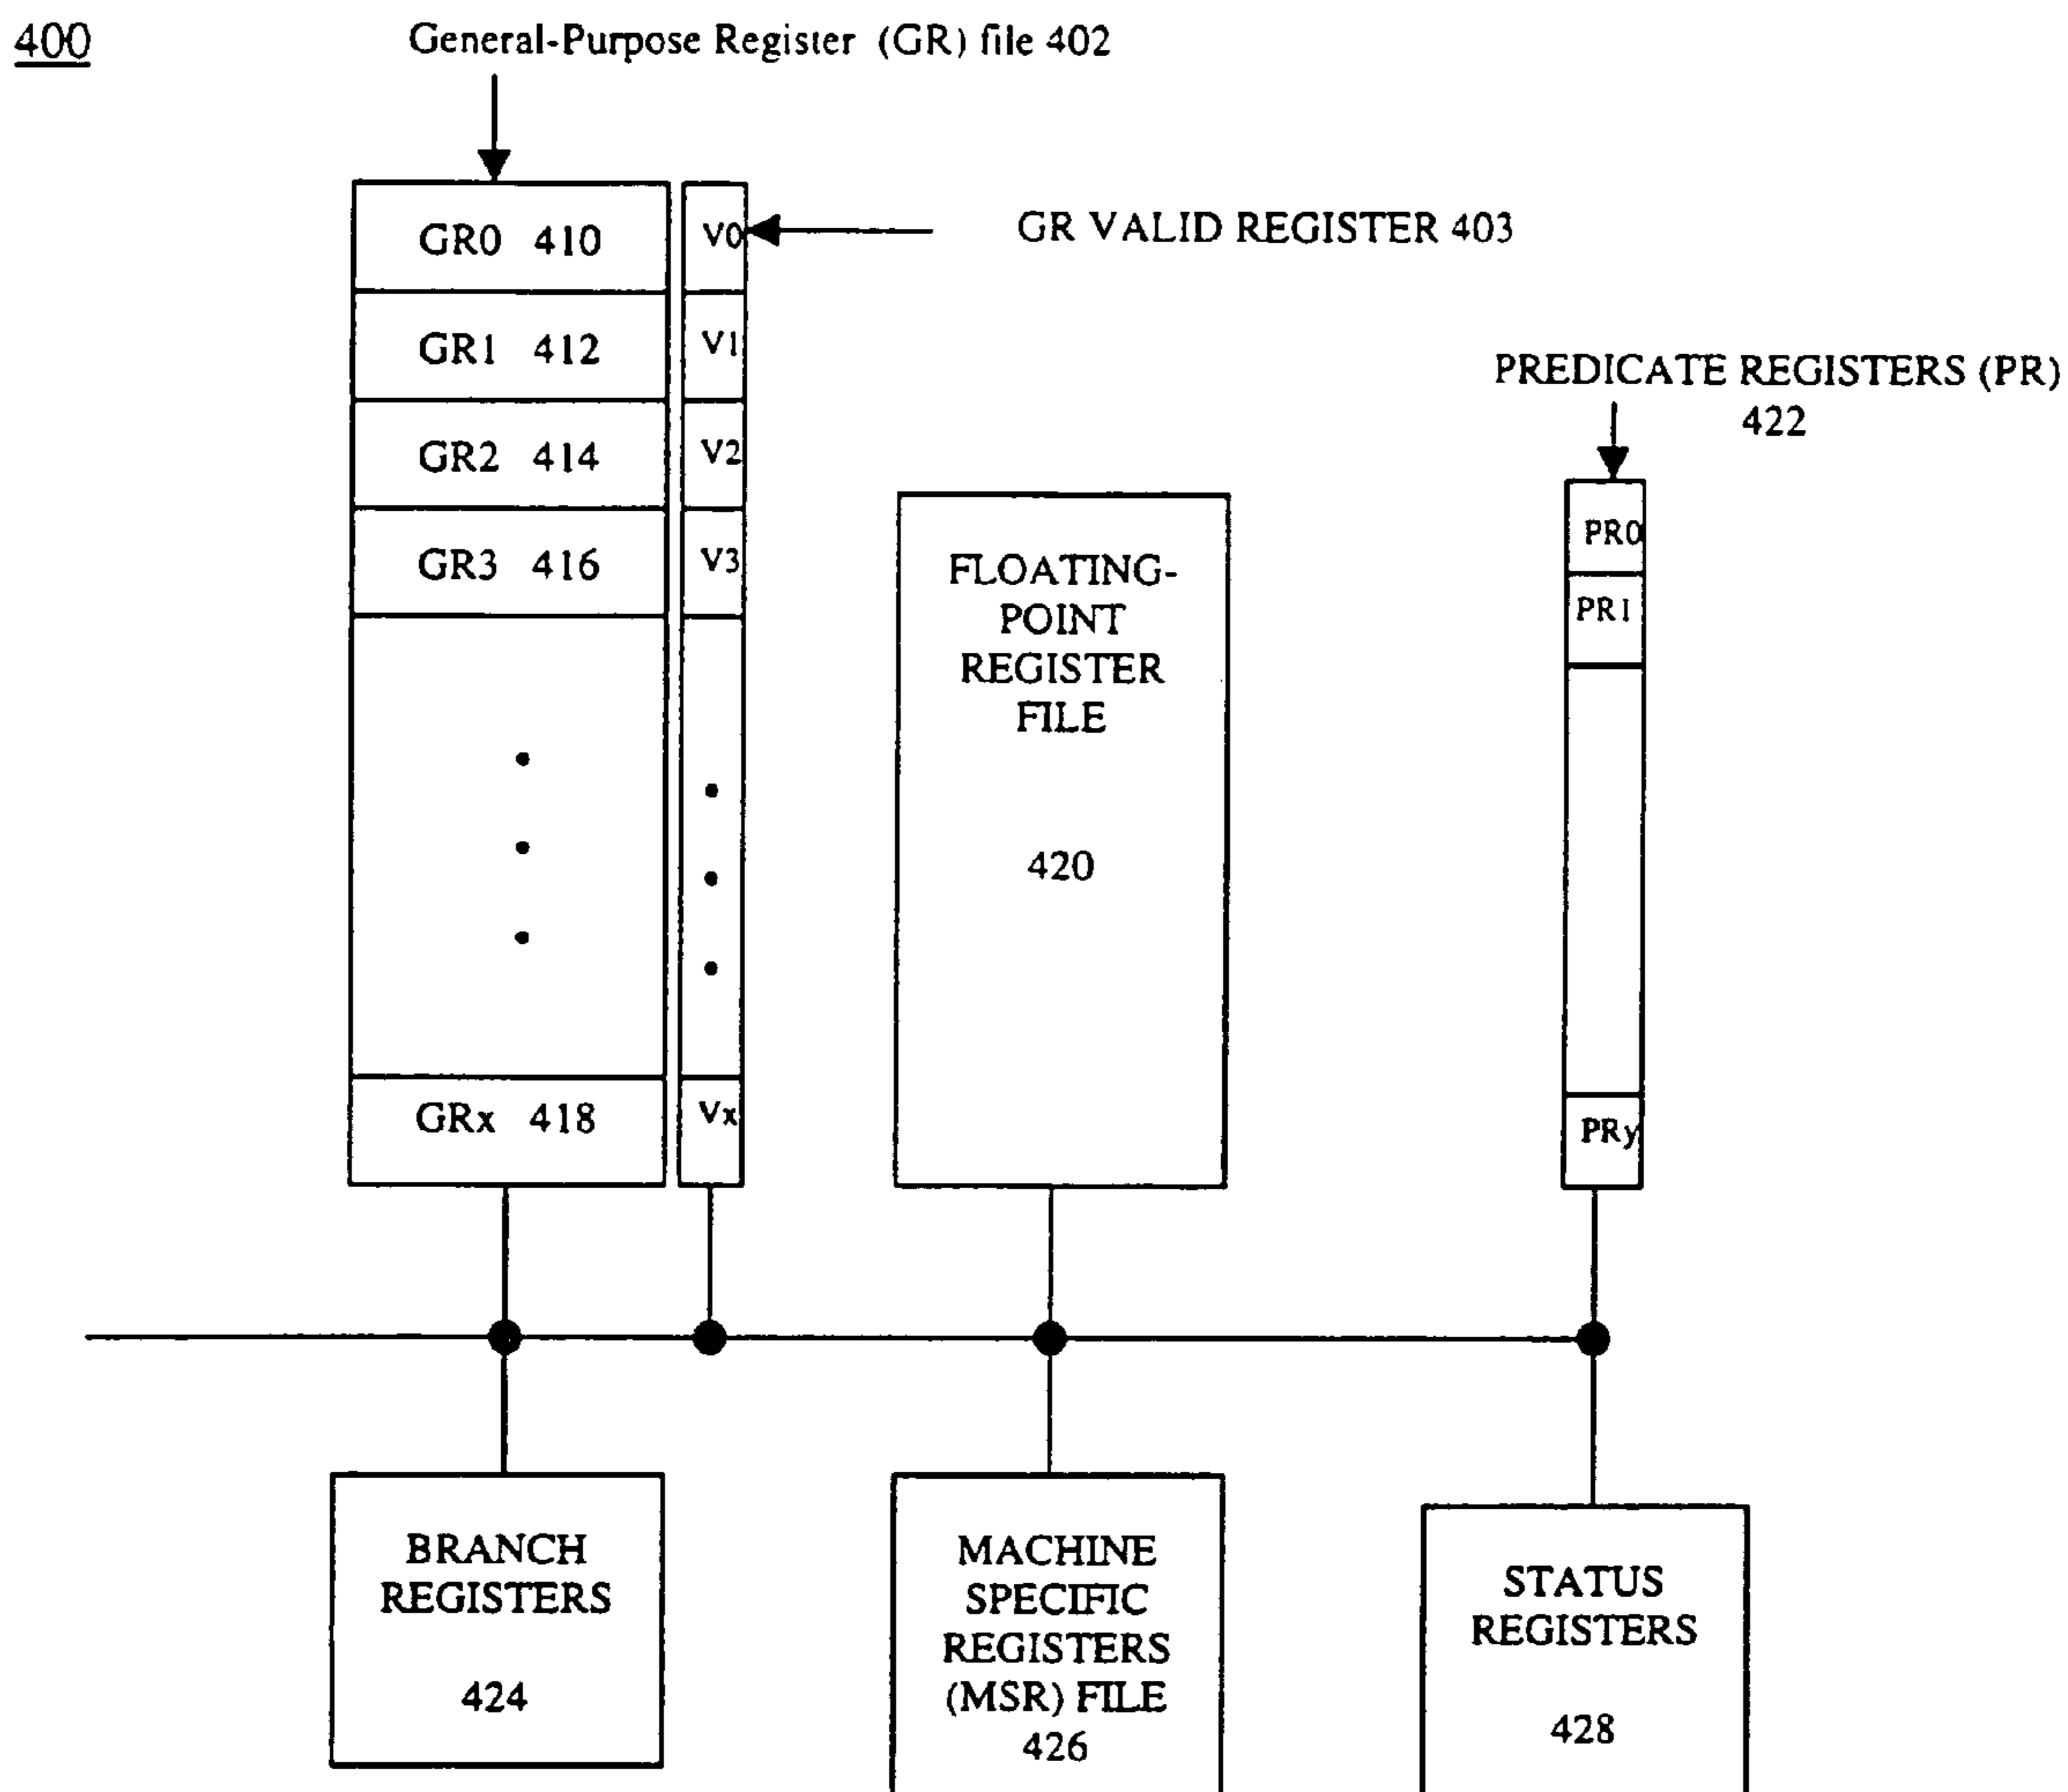 400
General-Purpose Register (GR) file 402
GR0 410
V0
GR VALID REGISTER 403
GR1 412
V1
GR2 414
V2
GR3 416
V3
PREDICATE REGISTERS (PR)
422
PR0
PR1
FLOATING-
POINT
REGISTER
FILE
420
GRx 418
Vx
PRy
BRANCH
REGISTERS
424
MACHINE
SPECIFIC
REGISTERS
(MSR) FILE
426
STATUS
REGISTERS
428